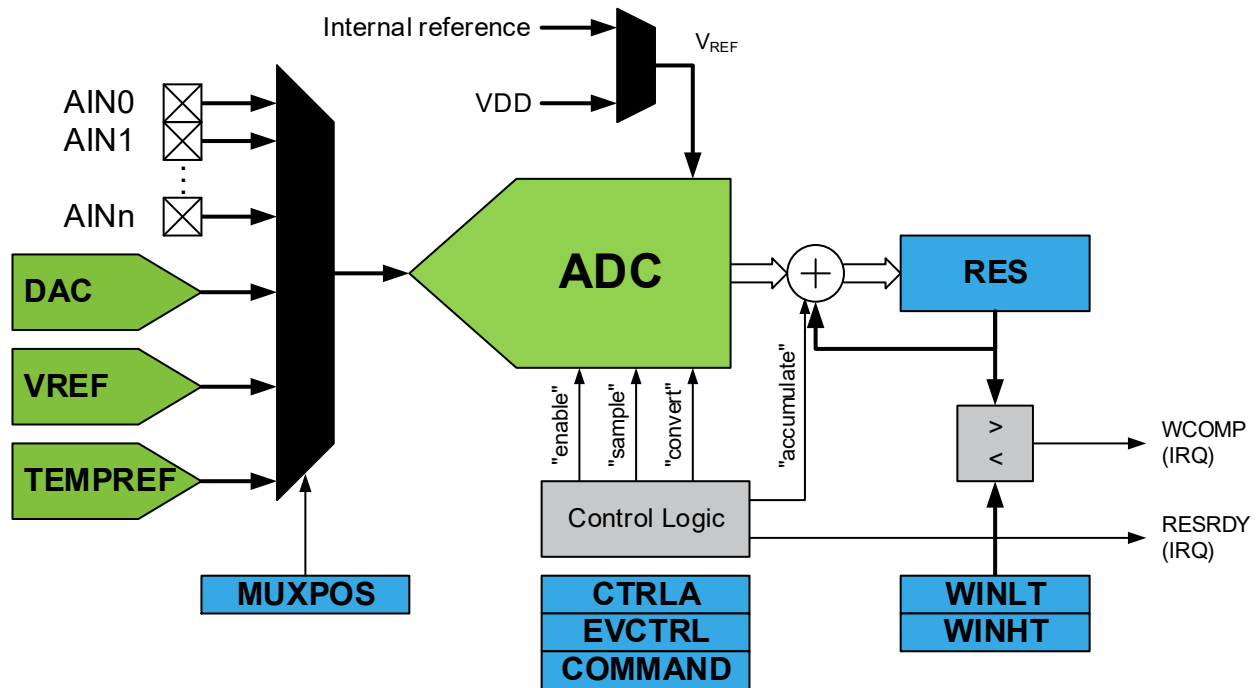 Internal reference
VREF
VDD
AIN0
AIN1
AINn
DAC
VREF
TEMPREF
MUXPOS
ADC
"enable"
"sample"
"convert"
"accumulate"
Control Logic
CTRLA
EVCTRL
COMMAND
RES
>
<
WCOMP
(IRQ)
RESRDY
(IRQ)
WINLT
WINHT